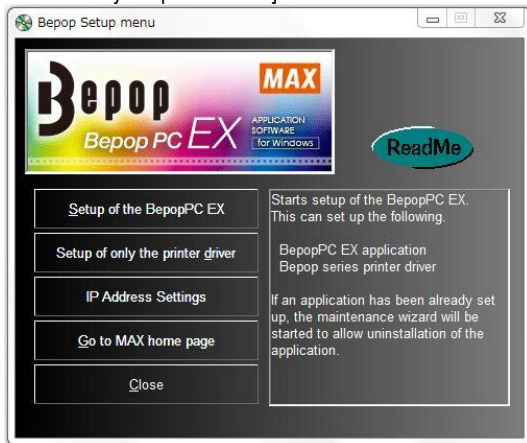 Bepop Setup menu
Bepop
MAX
Bepop PC EX
APPLICATION
SOFTWARE
for Windows
ReadMe
Setup of the BepopPC EX
Setup of only the printer driver
IP Address Settings
Go to MAX home page
Close
Starts setup of the BepopPC EX.
This can set up the following.
BepopPC EX application
Bepop series printer driver
If an application has been already set
up, the maintenance wizard will be
started to allow uninstallation of the
application.